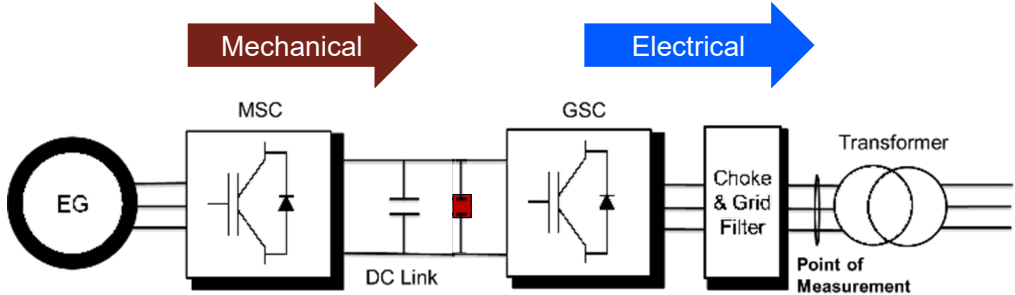 Mechanical
Electrical
MSC
GSC
Transformer
EG
Choke
& Grid
Filter
DC Link
Point of
Measurement